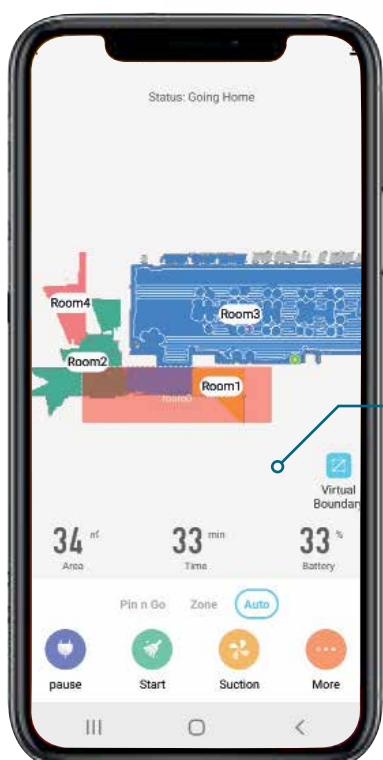 Status: Going Home
Room4
Room3
Room2
Room1
room0
Virtual
Boundary
34 ㎡
33 min
33 %
Area
Time
Battery
Pin n Go
Zone
Auto
pause
Start
Suction
More